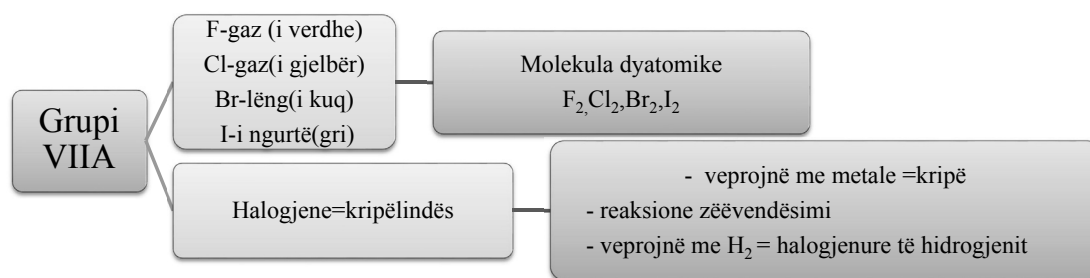 Grupi
VIIA
F-gaz (i verdhe)
Cl-gaz(i gjelbër)
Br-lëng(i kuq)
I-i ngurtë(gri)
Molekula dyatomike
F₂,Cl₂,Br₂,I₂
Halogjene=kripëlindës
- veprojnë me metale =kripë
- reaksione zëëvendësimi
- veprojnë me H₂ = halogjenure të hidrogjenit